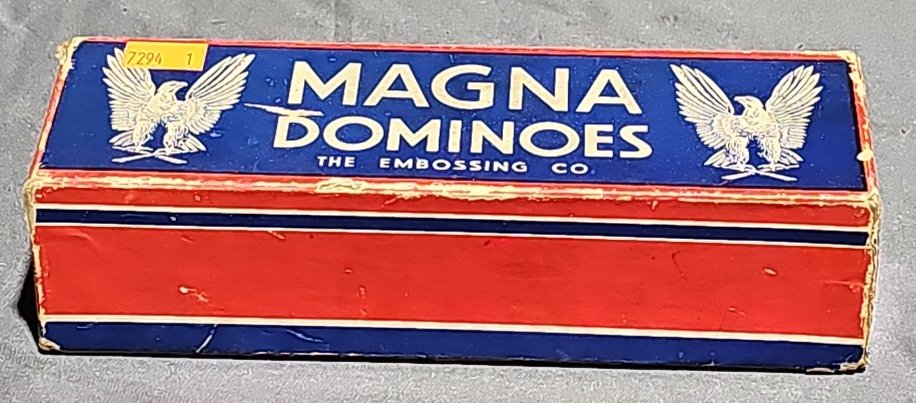 7294 1
MAGNA
DOMINOES
THE EMBOSSING CO